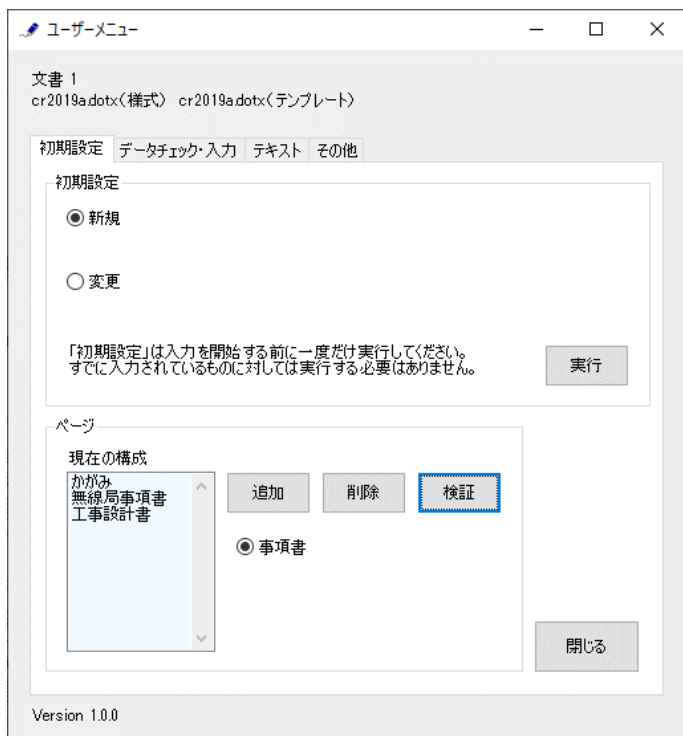 ユーザーメニュー
文書 1
cr2019a.dotx（様式） cr2019a.dotx（テンプレート）
初期設定 データチェック・入力 テキスト その他
初期設定
新規
変更
「初期設定」は入力を開始する前に一度だけ実行してください。
すでに入力されているものに対しては実行する必要はありません。
実行
ページ
現在の構成
かがみ
無線局事項書
工事設計書
追加 削除 検証
事項書
閉じる
Version 1.0.0